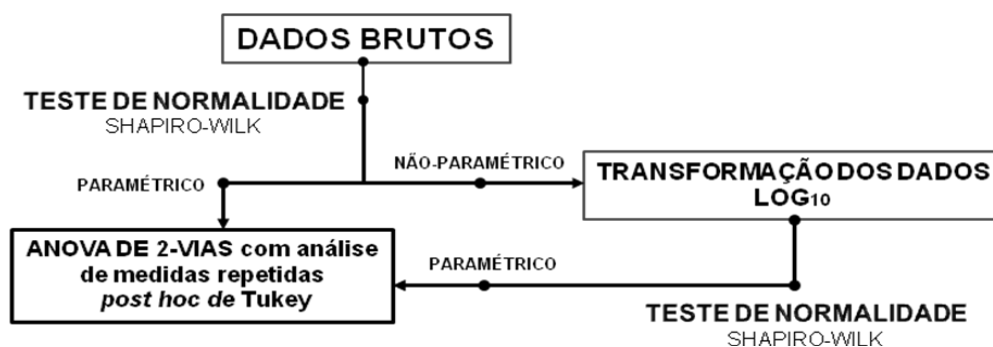 DADOS BRUTOS
TESTE DE NORMALIDADE
SHAPIRO-WILK
NÃO-PARAMÉTRICO
PARAMÉTRICO
TRANSFORMAÇÃO DOS DADOS
LOG10
ANOVA DE 2-VIAS com análise
de medidas repetidas
post hoc de Tukey
PARAMÉTRICO
TESTE DE NORMALIDADE
SHAPIRO-WILK